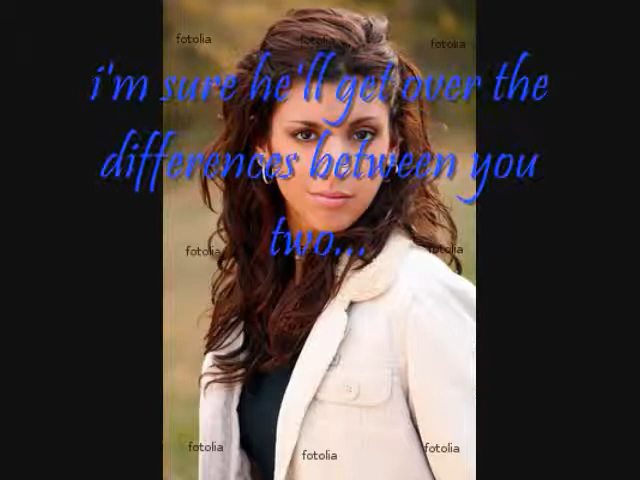 fotolia fotolia fotolia
i'm sure he'll get over the
differences between you
two...
fotolia fotolia
fotolia fotolia fotolia